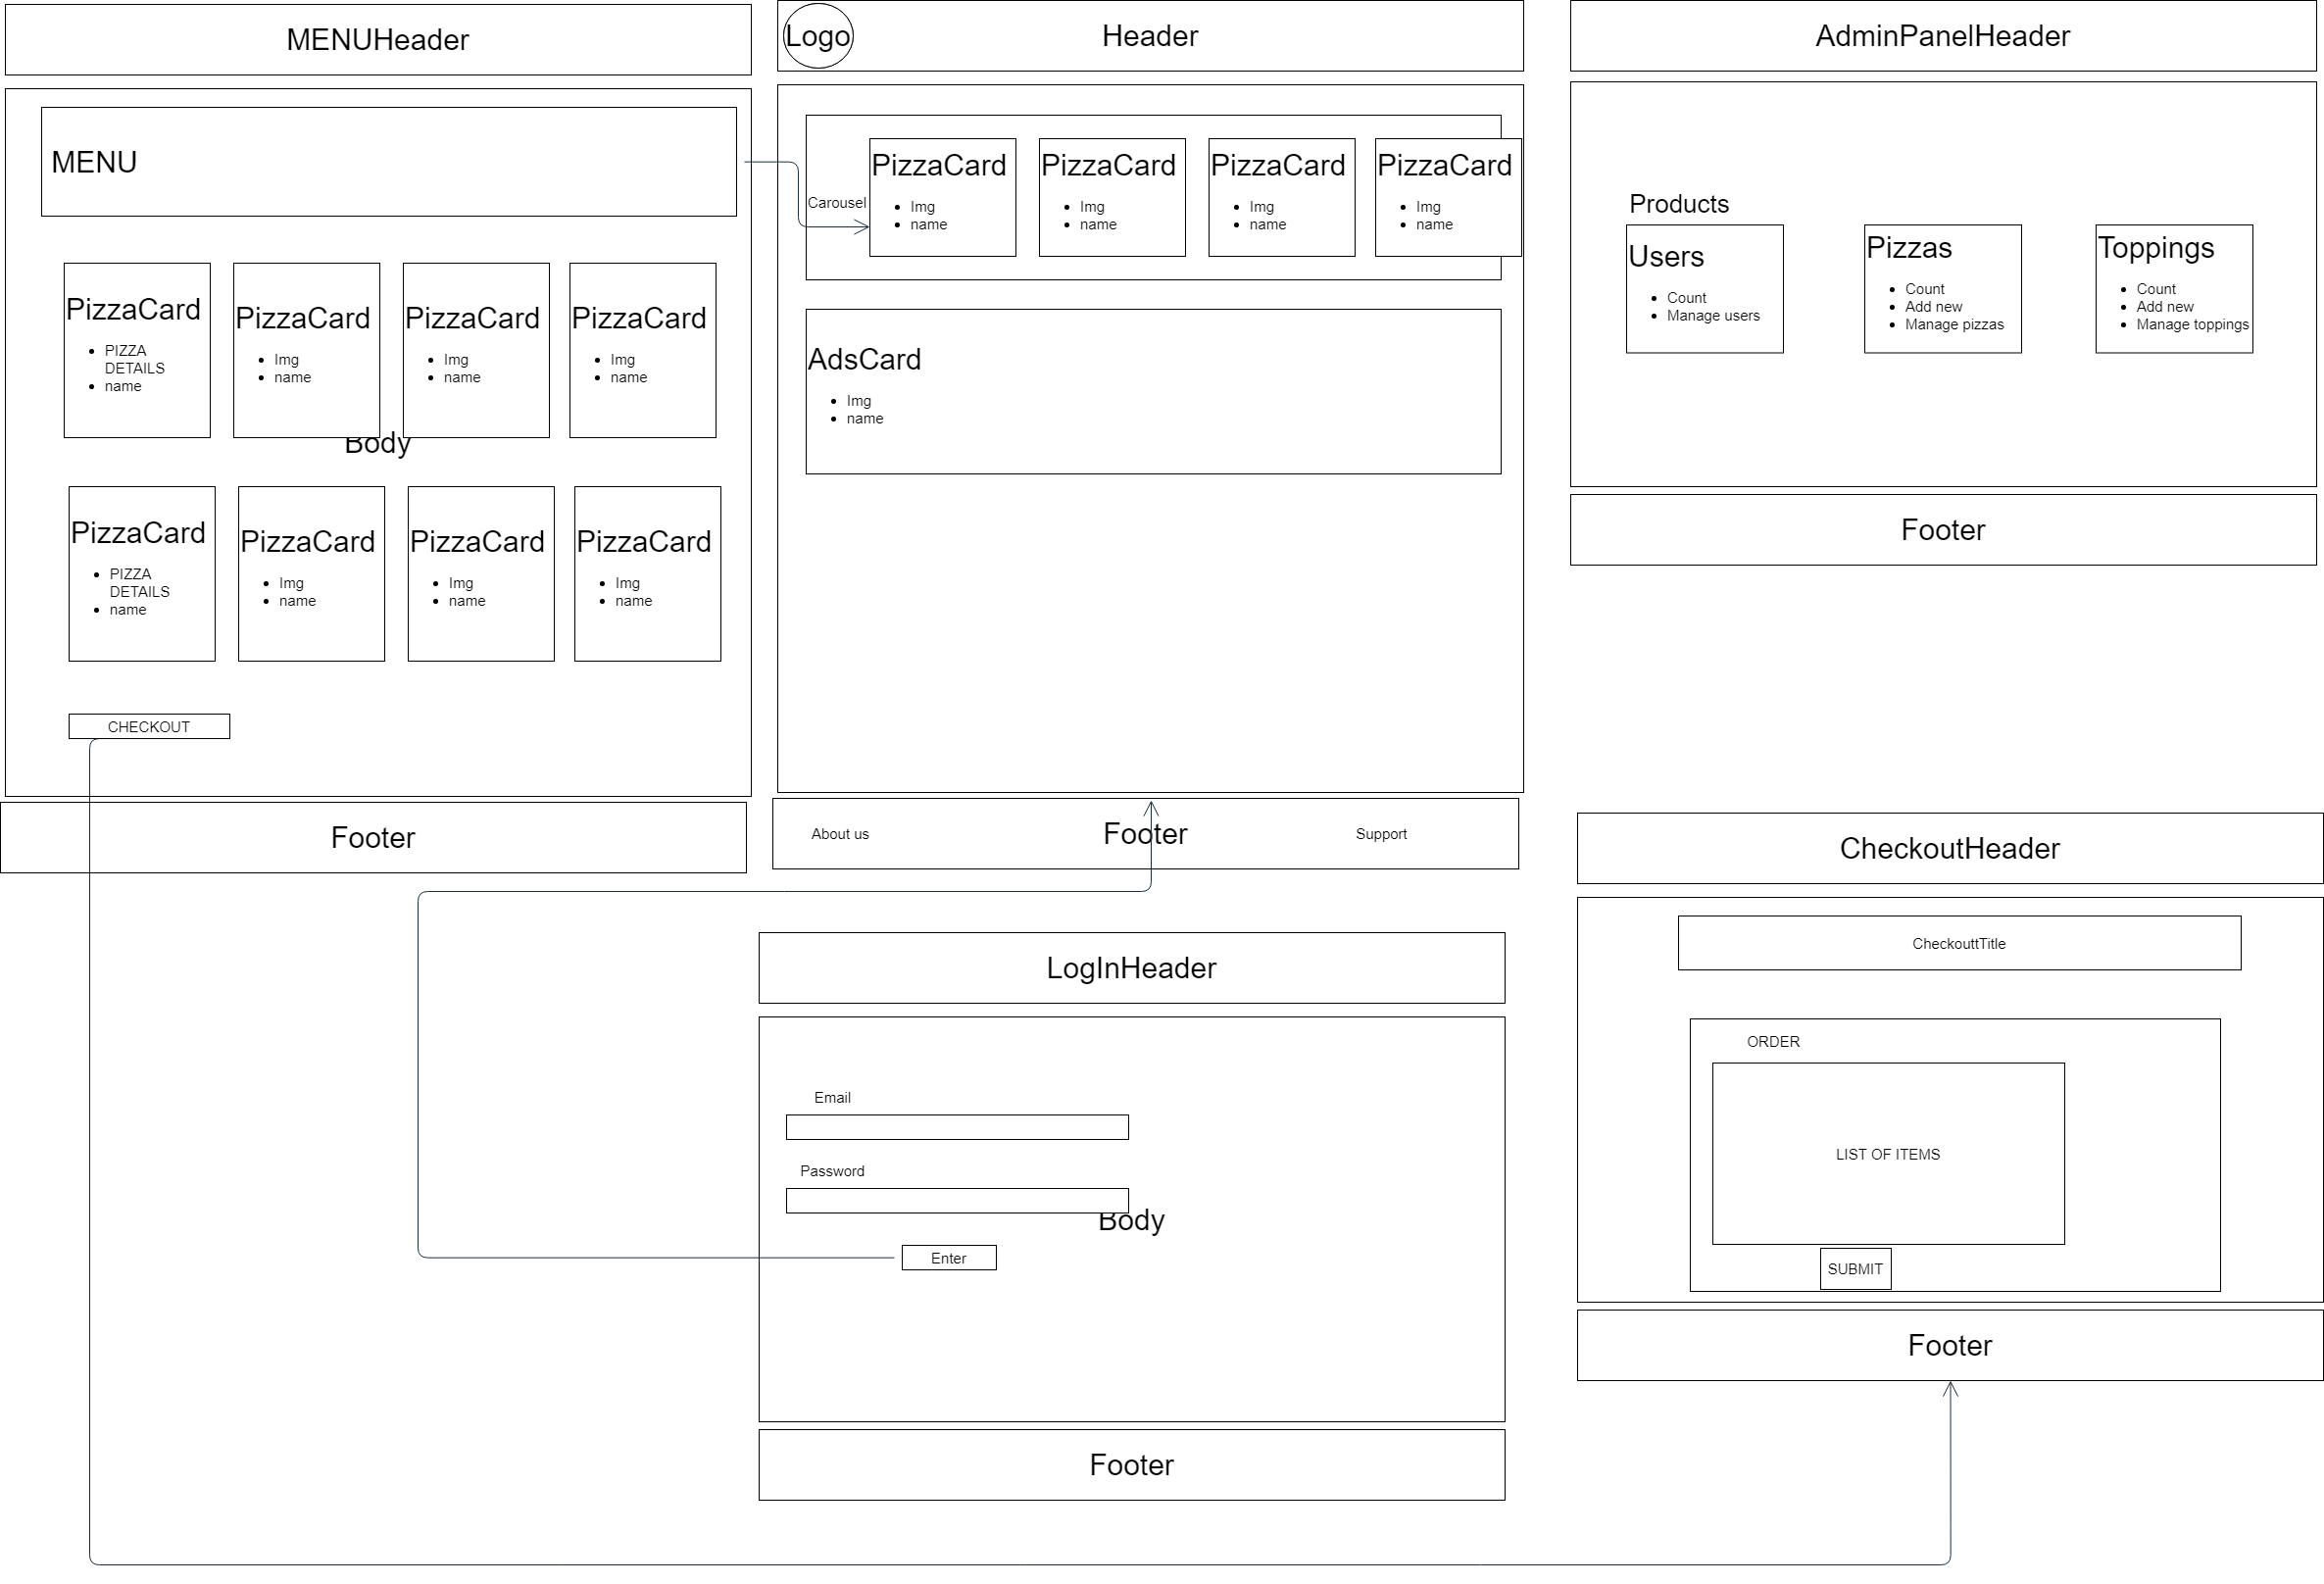 MENUHeader
MENU
PizzaCard
PIZZA
DETAILS
name
PizzaCard
Img
name
PizzaCard
Img
name
PizzaCard
Img
name
Body
PizzaCard
PIZZA
DETAILS
name
PizzaCard
Img
name
PizzaCard
Img
name
PizzaCard
Img
name
CHECKOUT
Footer
Logo
Header
Carousel
PizzaCard
Img
name
PizzaCard
Img
name
PizzaCard
Img
name
PizzaCard
Img
name
AdsCard
Img
name
About us
Footer
Support
AdminPanelHeader
Products
Users
Count
Manage users
Pizzas
Count
Add new
Manage pizzas
Toppings
Count
Add new
Manage toppings
Footer
LogInHeader
Email
Password
Body
Enter
Footer
CheckoutHeader
CheckouttTitle
ORDER
LIST OF ITEMS
SUBMIT
Footer